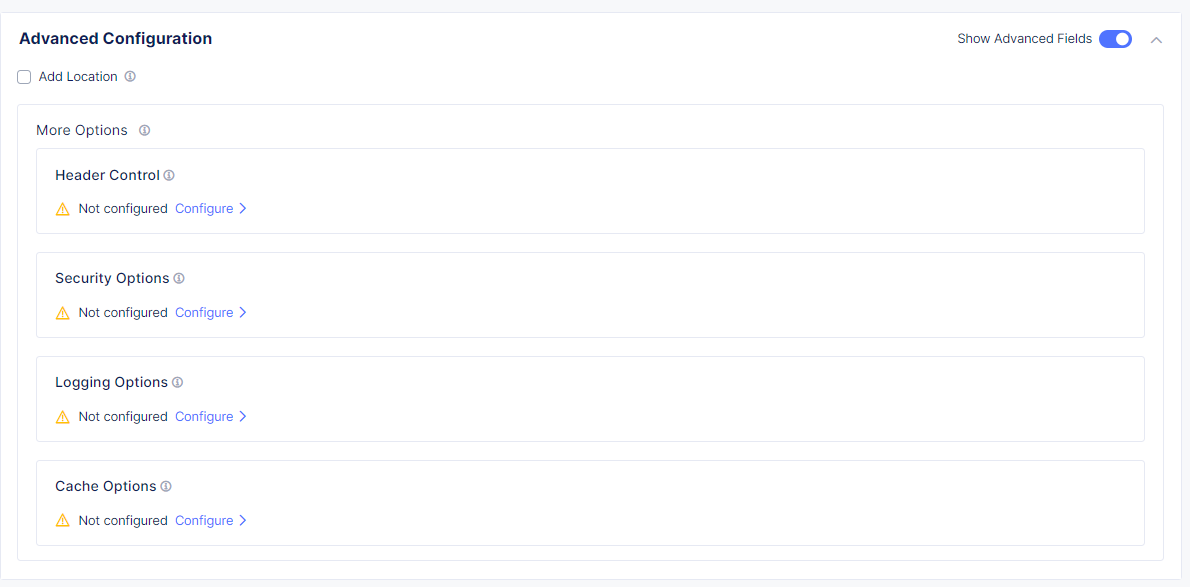 Advanced Configuration
Show Advanced Fields
Add Location
More Options
Header Control
Not configured Configure
Security Options
Not configured Configure
Logging Options
Not configured Configure
Cache Options
Not configured Configure